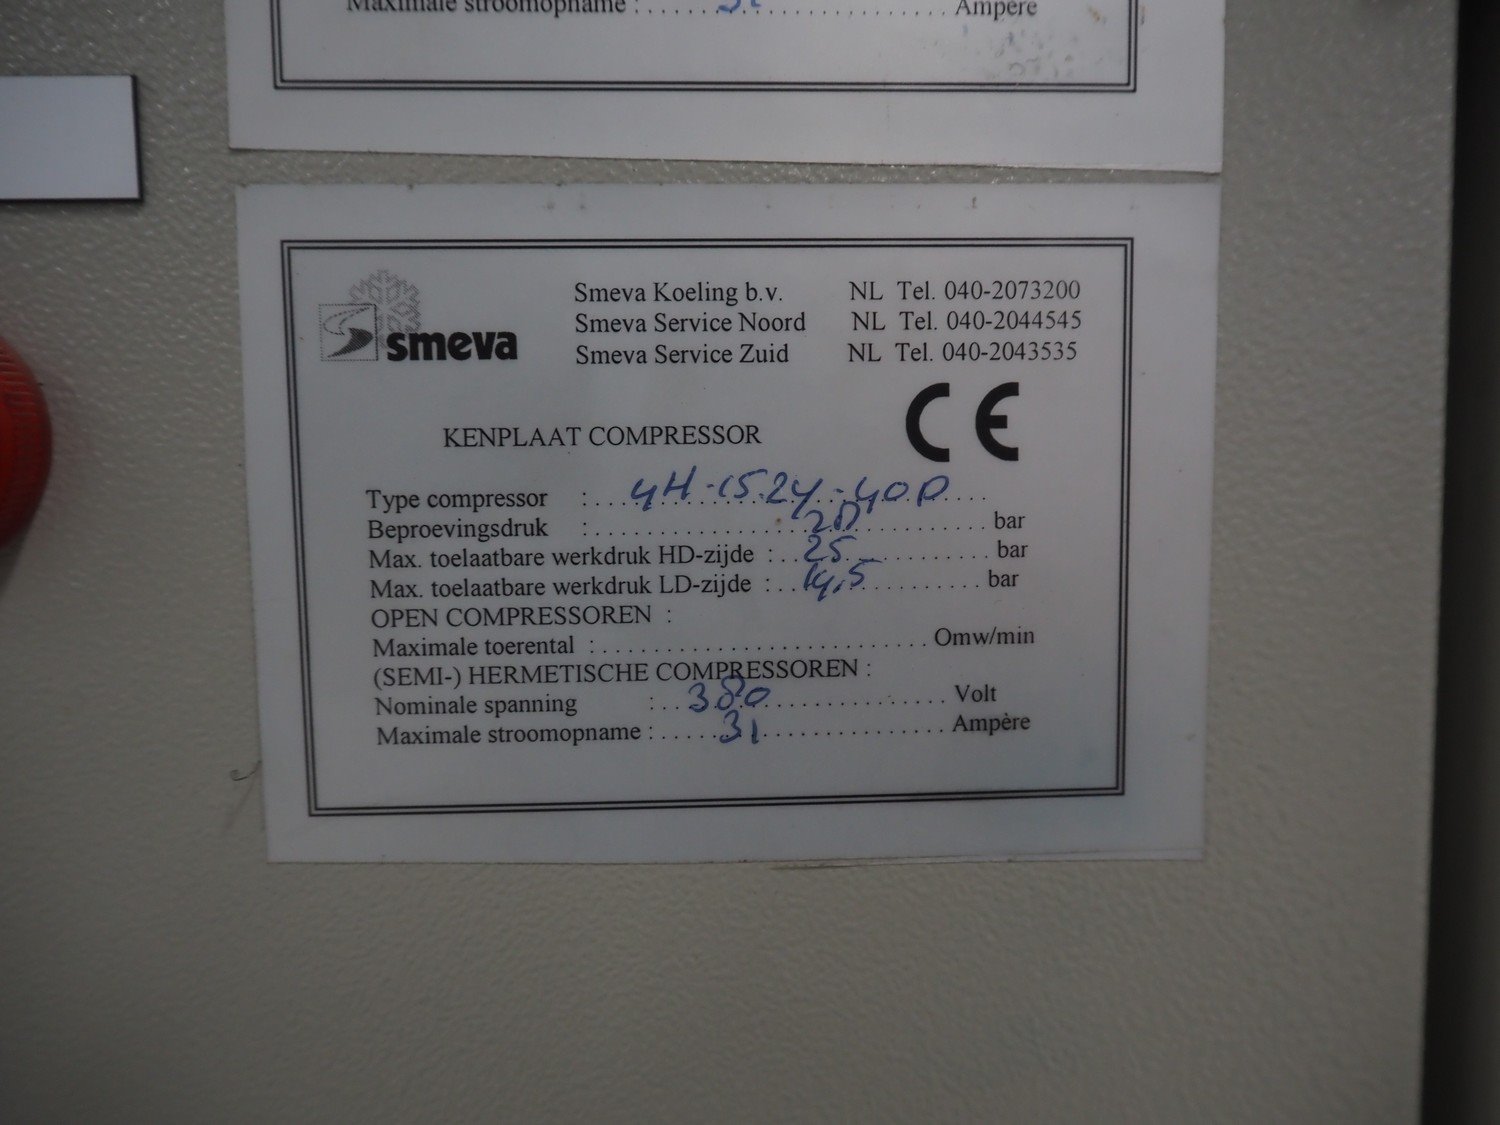 Maximale stroomopname : Ampère
smeva
Smeva Koeling b.v. NL Tel. 040-2073200
Smeva Service Noord NL Tel. 040-2044545
Smeva Service Zuid NL Tel. 040-2043535
CE
KENPLAAT COMPRESSOR
Type compressor : 4H-15.2Y-40P
Beproevingsdruk : bar
Max. toelaatbare werkdruk HD-zijde : 25 bar
Max. toelaatbare werkdruk LD-zijde : 14,5 bar
OPEN COMPRESSOREN :
Maximale toerental : Omw/min
(SEMI-) HERMETISCHE COMPRESSOREN :
Nominale spanning : 380 Volt
Maximale stroomopname : 31 Ampère